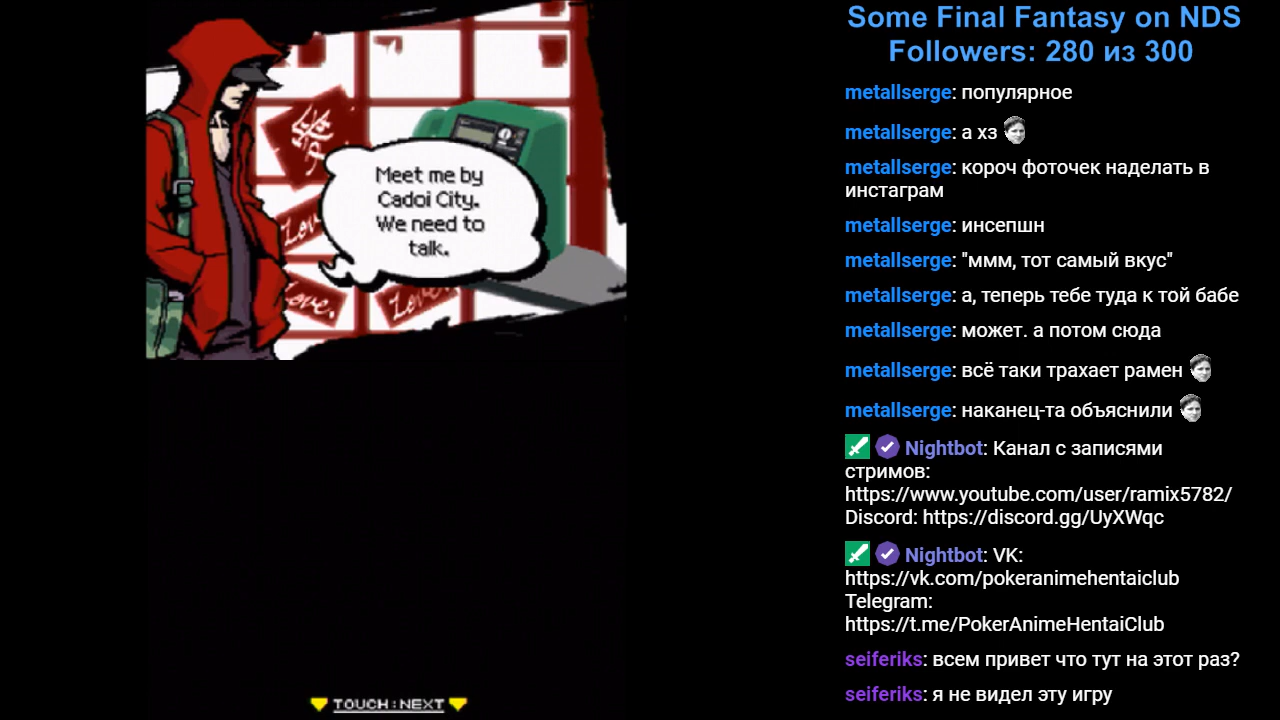 Some Final Fantasy on NDS
Followers: 280 из 300
Meet me by
Cadoi City.
We need to
talk.
Love.
Love.
Love.
TOUCH:NEXT
metallserge: популярное
metallserge: а хз
metallserge: короч фоточек наделать в
инстаграм
metallserge: инсепшн
metallserge: "ммм, тот самый вкус"
metallserge: а, теперь тебе туда к той бабе
metallserge: может. а потом сюда
metallserge: всё таки трахает рамен
metallserge: наканец-та объяснили
Nightbot: Канал с записями
стримов:
https://www.youtube.com/user/ramix5782/
Discord: https://discord.gg/UyXWqc
Nightbot: VK:
https://vk.com/pokeranimehentaiclub
Telegram:
https://t.me/PokerAnimeHentaiClub
seiferiks: всем привет что тут на этот раз?
seiferiks: я не видел эту игру